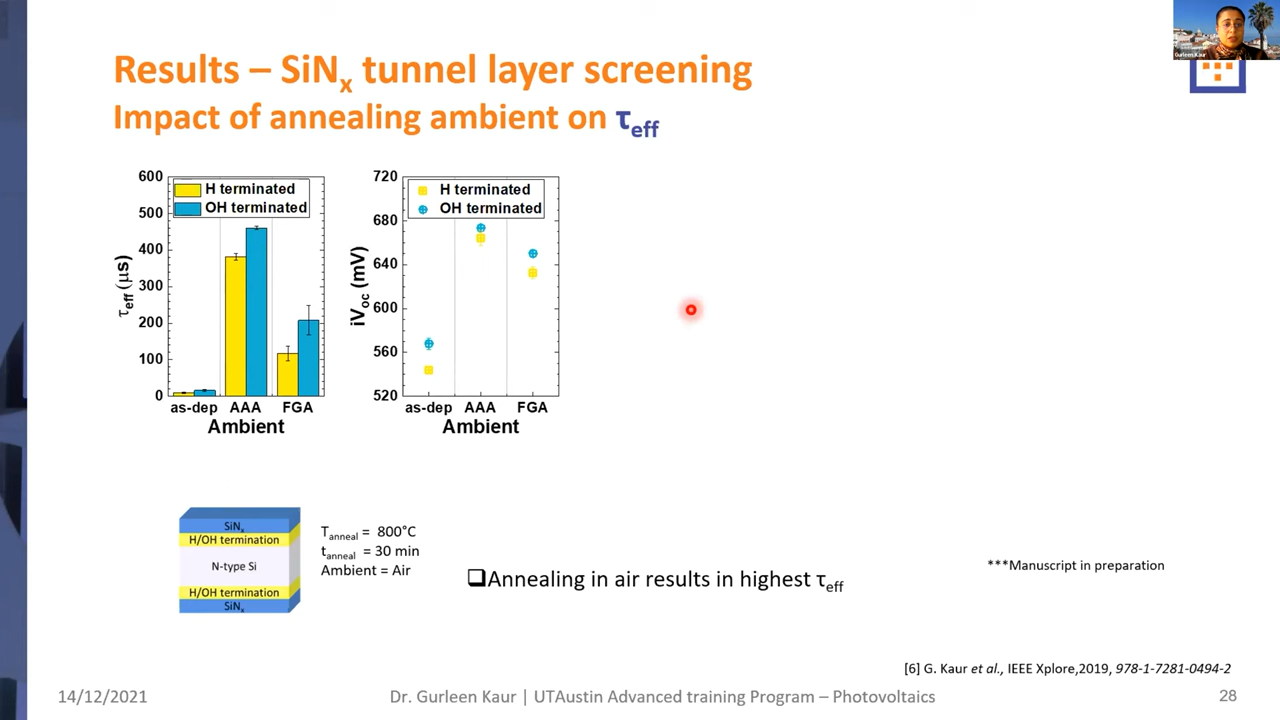 Gurleen Kaur
Results – SiNx tunnel layer screening
Impact of annealing ambient on τeff
600
500
400
300
200
100
0
τeff (μs)
H terminated
OH terminated
as-dep AAA FGA
Ambient
720
680
640
600
560
520
iVoc (mV)
H terminated
OH terminated
as-dep AAA FGA
Ambient
SiNx
H/OH termination
N-type Si
H/OH termination
SiNx
Tanneal = 800°C
tanneal = 30 min
Ambient = Air
❑Annealing in air results in highest τeff
***Manuscript in preparation
[6] G. Kaur et al., IEEE Xplore,2019, 978-1-7281-0494-2
14/12/2021
Dr. Gurleen Kaur | UTAustin Advanced training Program – Photovoltaics
28